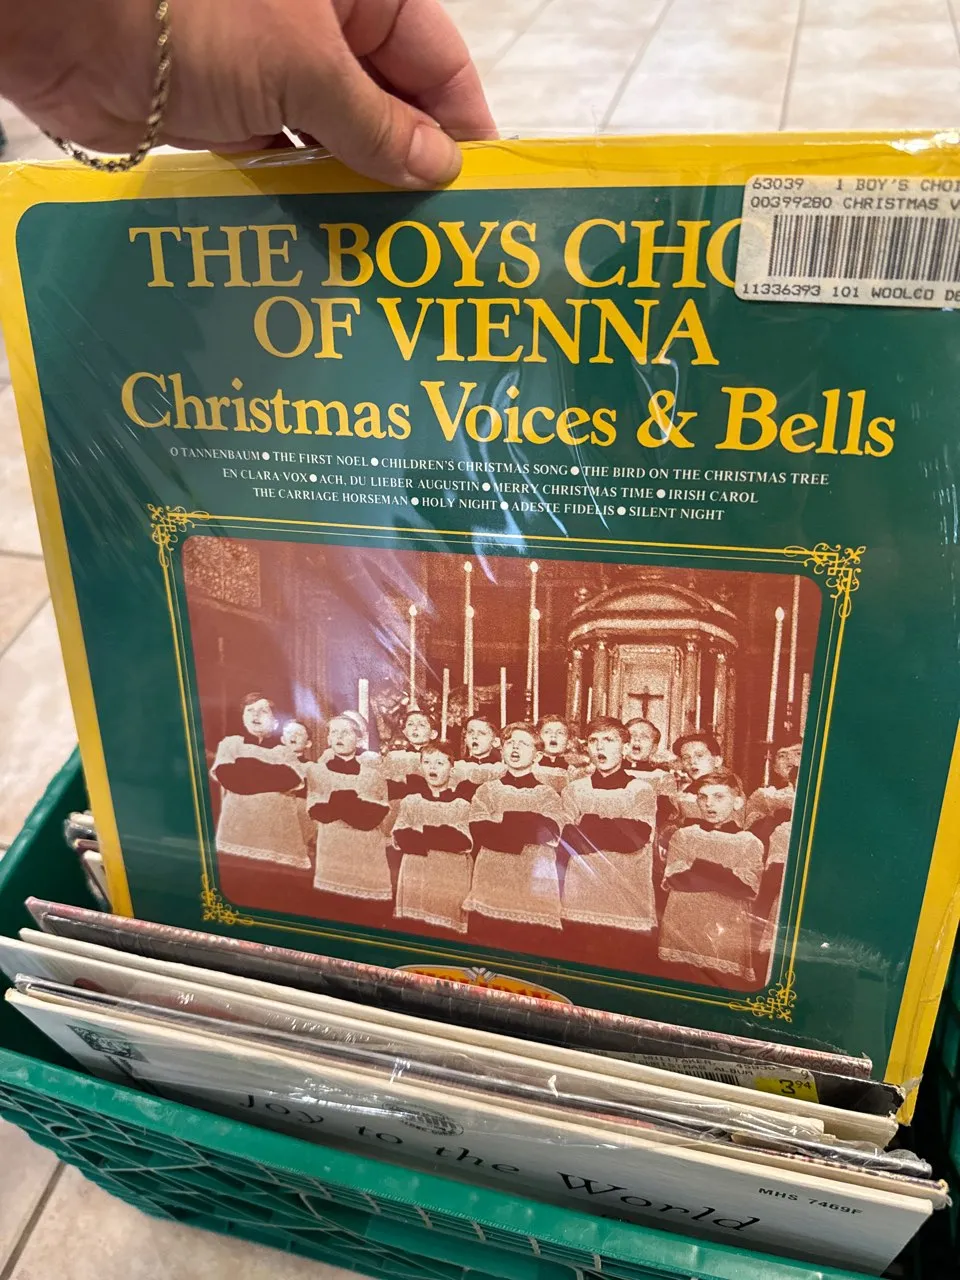 63039 1 BOY'S CHOI
00399280 CHRISTMAS V
11336393 101 WOOLCO DE
THE BOYS CHO
OF VIENNA
Christmas Voices & Bells
O TANNENBAUM ● THE FIRST NOEL ● CHILDREN'S CHRISTMAS SONG ● THE BIRD ON THE CHRISTMAS TREE
EN CLARA VOX ● ACH, DU LIEBER AUGUSTIN ● MERRY CHRISTMAS TIME ● IRISH CAROL
THE CARRIAGE HORSEMAN ● HOLY NIGHT ● ADESTE FIDELIS ● SILENT NIGHT
WHITTAKER
ALBUM
3.94
Joy to the World
MHS 7469F